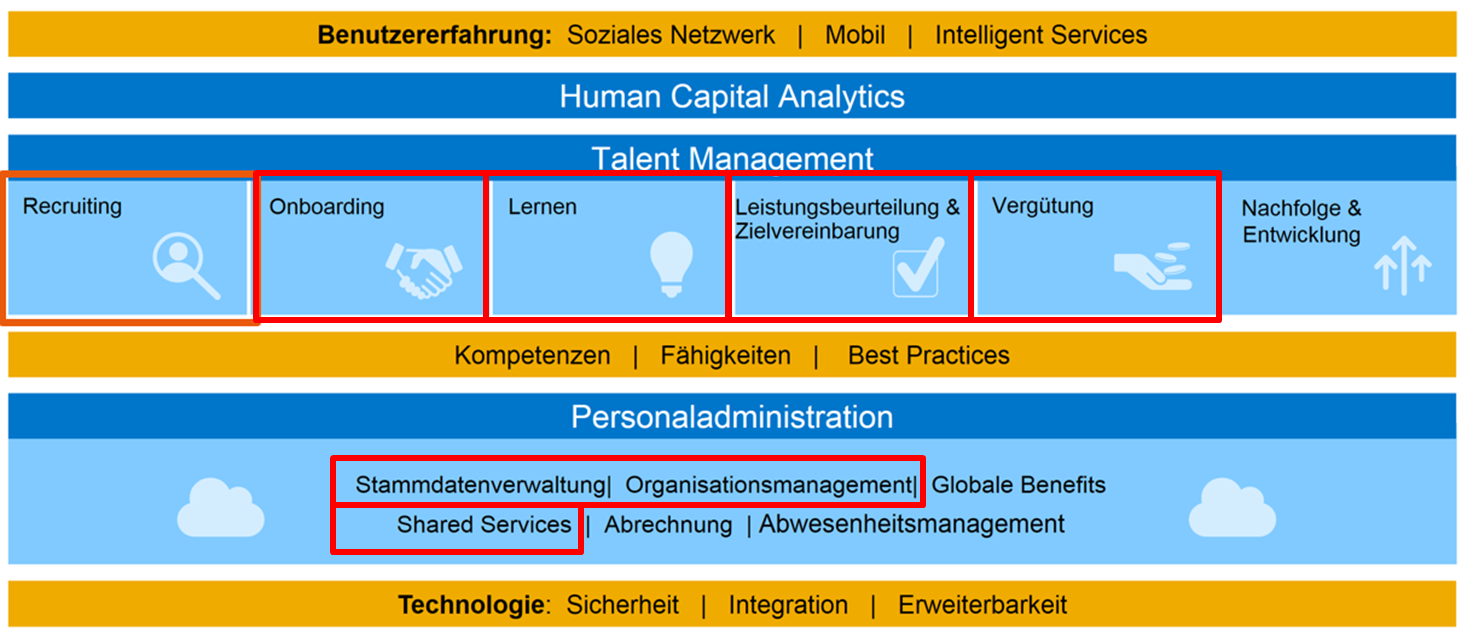 Benutzererfahrung: Soziales Netzwerk | Mobil | Intelligent Services
Human Capital Analytics
Talent Management
Recruiting
Onboarding
Lernen
Leistungsbeurteilung &
Zielvereinbarung
Vergütung
Nachfolge &
Entwicklung
Kompetenzen | Fähigkeiten | Best Practices
Personaladministration
Stammdatenverwaltung| Organisationsmanagement| Globale Benefits
Shared Services | Abrechnung | Abwesenheitsmanagement
Technologie: Sicherheit | Integration | Erweiterbarkeit